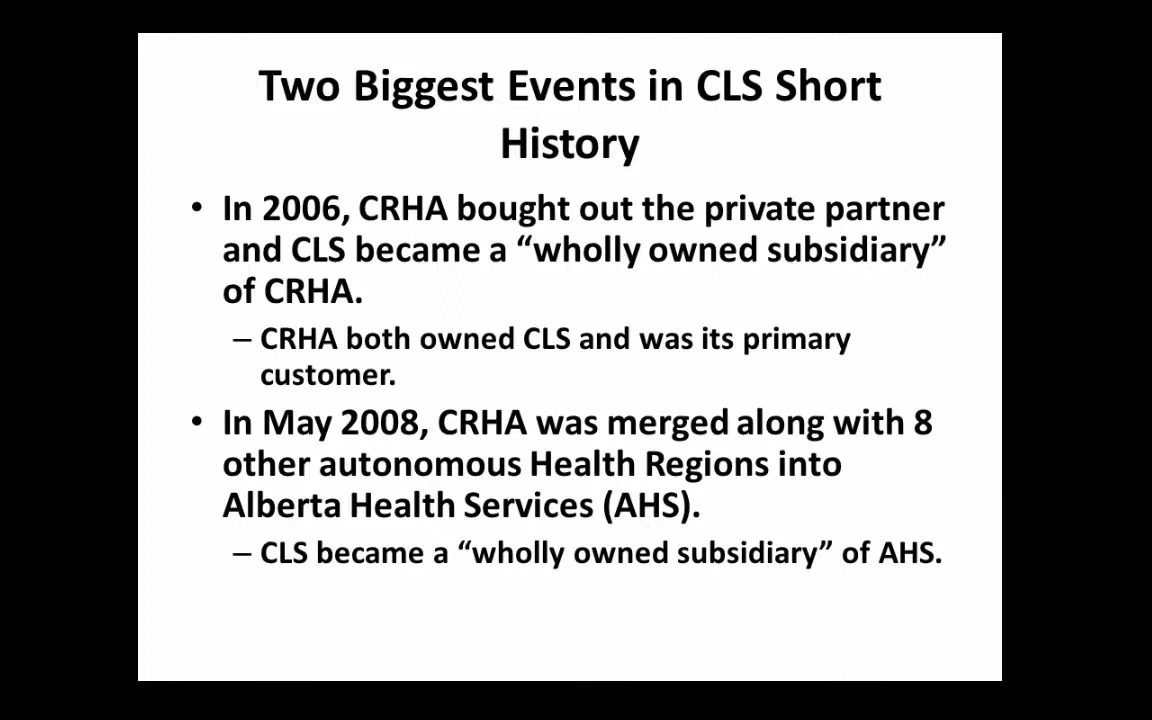 Two Biggest Events in CLS Short
History
• In 2006, CRHA bought out the private partner
and CLS became a “wholly owned subsidiary”
of CRHA.
– CRHA both owned CLS and was its primary
customer.
• In May 2008, CRHA was merged along with 8
other autonomous Health Regions into
Alberta Health Services (AHS).
– CLS became a “wholly owned subsidiary” of AHS.